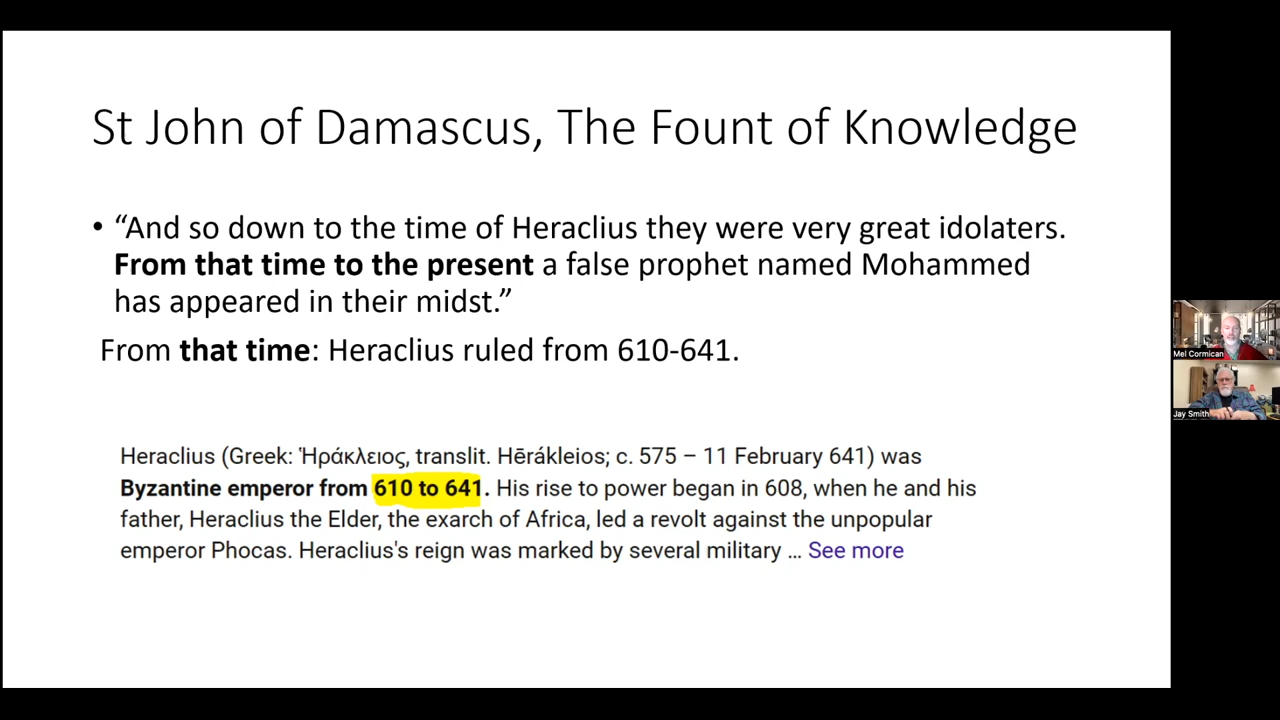 St John of Damascus, The Fount of Knowledge
• “And so down to the time of Heraclius they were very great idolaters.
From that time to the present a false prophet named Mohammed
has appeared in their midst.”
From that time: Heraclius ruled from 610-641.
Heraclius (Greek: Ἡράκλειος, translit. Hērákleios; c. 575 – 11 February 641) was
Byzantine emperor from 610 to 641. His rise to power began in 608, when he and his
father, Heraclius the Elder, the exarch of Africa, led a revolt against the unpopular
emperor Phocas. Heraclius's reign was marked by several military ... See more
Mel Cormican
Jay Smith